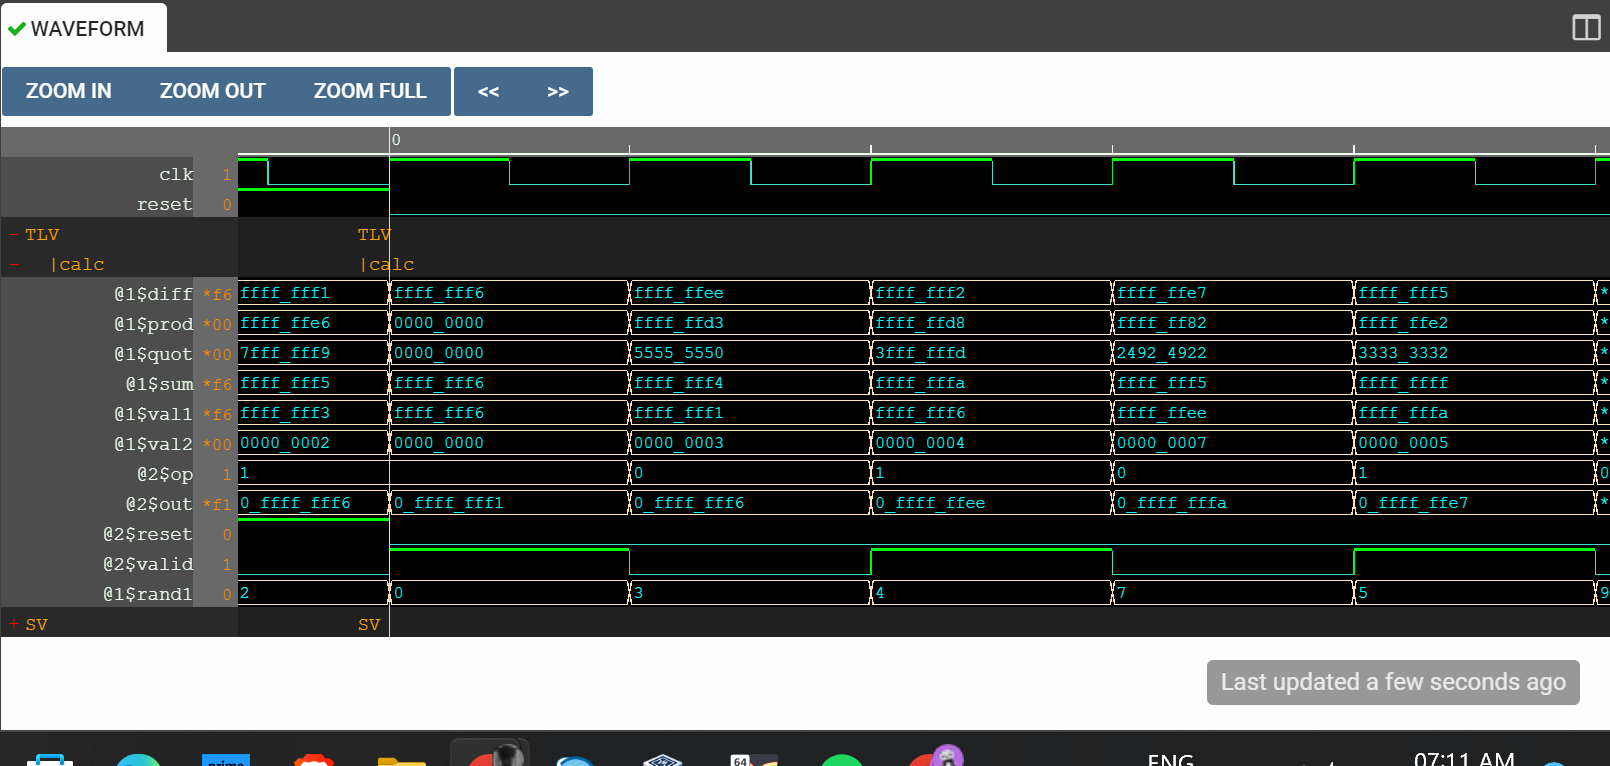 WAVEFORM
ZOOM IN ZOOM OUT ZOOM FULL << >>
0
clk 1
reset 0
- TLV TLV
- |calc |calc
@1$diff *f6 ffff_fff1 ffff_fff6 ffff_ffee ffff_fff2 ffff_ffe7 ffff_fff5 *
@1$prod *00 ffff_ffe6 0000_0000 ffff_ffd3 ffff_ffd8 ffff_ff82 ffff_ffe2 *
@1$quot *00 7fff_fff9 0000_0000 5555_5550 3fff_fffd 2492_4922 3333_3332 *
@1$sum *f6 ffff_fff5 ffff_fff6 ffff_fff4 ffff_fffa ffff_fff5 ffff_ffff *
@1$val1 *f6 ffff_fff3 ffff_fff6 ffff_fff1 ffff_fff6 ffff_ffee ffff_fffa *
@1$val2 *00 0000_0002 0000_0000 0000_0003 0000_0004 0000_0007 0000_0005 *
@2$op 1 1 0 1 0 1 0
@2$out *f1 0_ffff_fff6 0_ffff_fff1 0_ffff_fff6 0_ffff_ffee 0_ffff_fffa 0_ffff_ffe7 *
@2$reset 0
@2$valid 1
@1$rand1 0 2 0 3 4 7 5 9
+ SV SV
Last updated a few seconds ago
prime 64 ENG 07:11 AM